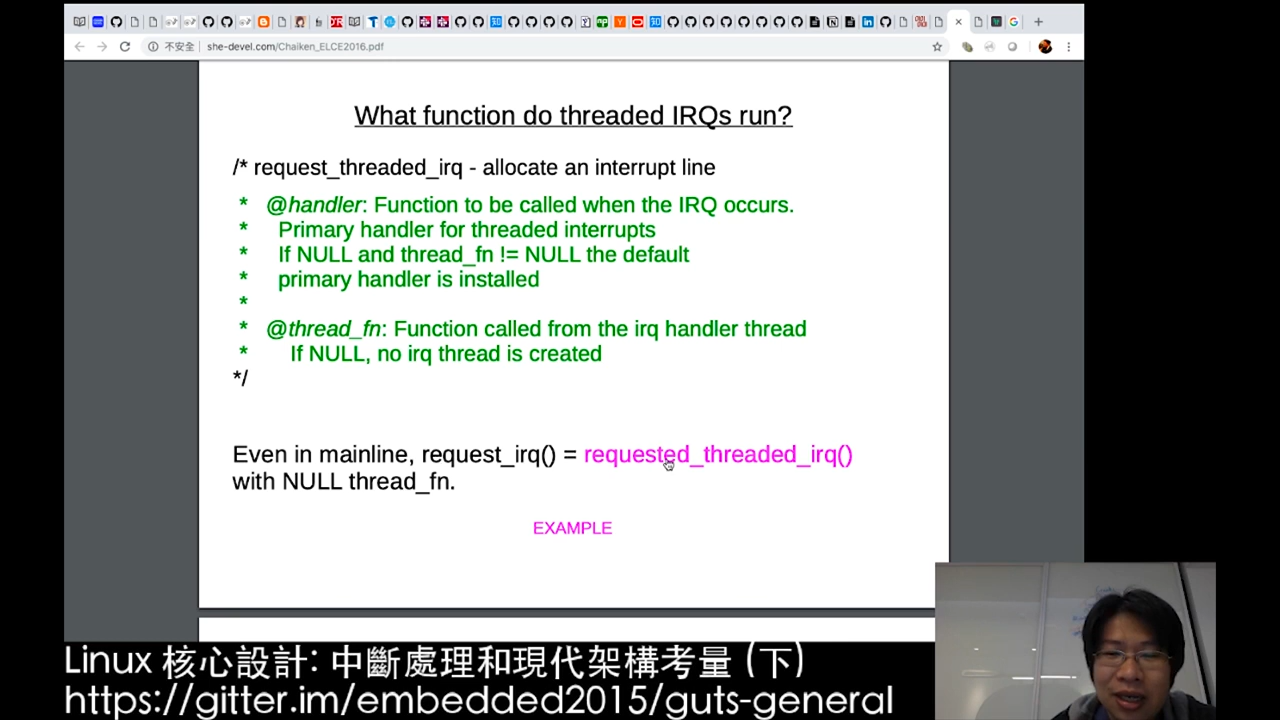 不安全
she-devel.com/Chaiken_ELCE2016.pdf
What function do threaded IRQs run?
/* request_threaded_irq - allocate an interrupt line
* @handler: Function to be called when the IRQ occurs.
* Primary handler for threaded interrupts
* If NULL and thread_fn != NULL the default
* primary handler is installed
*
* @thread_fn: Function called from the irq handler thread
* If NULL, no irq thread is created
*/
Even in mainline, request_irq() = requested_threaded_irq()
with NULL thread_fn.
EXAMPLE
Linux 核心設計: 中斷處理和現代架構考量 (下)
https://gitter.im/embedded2015/guts-general